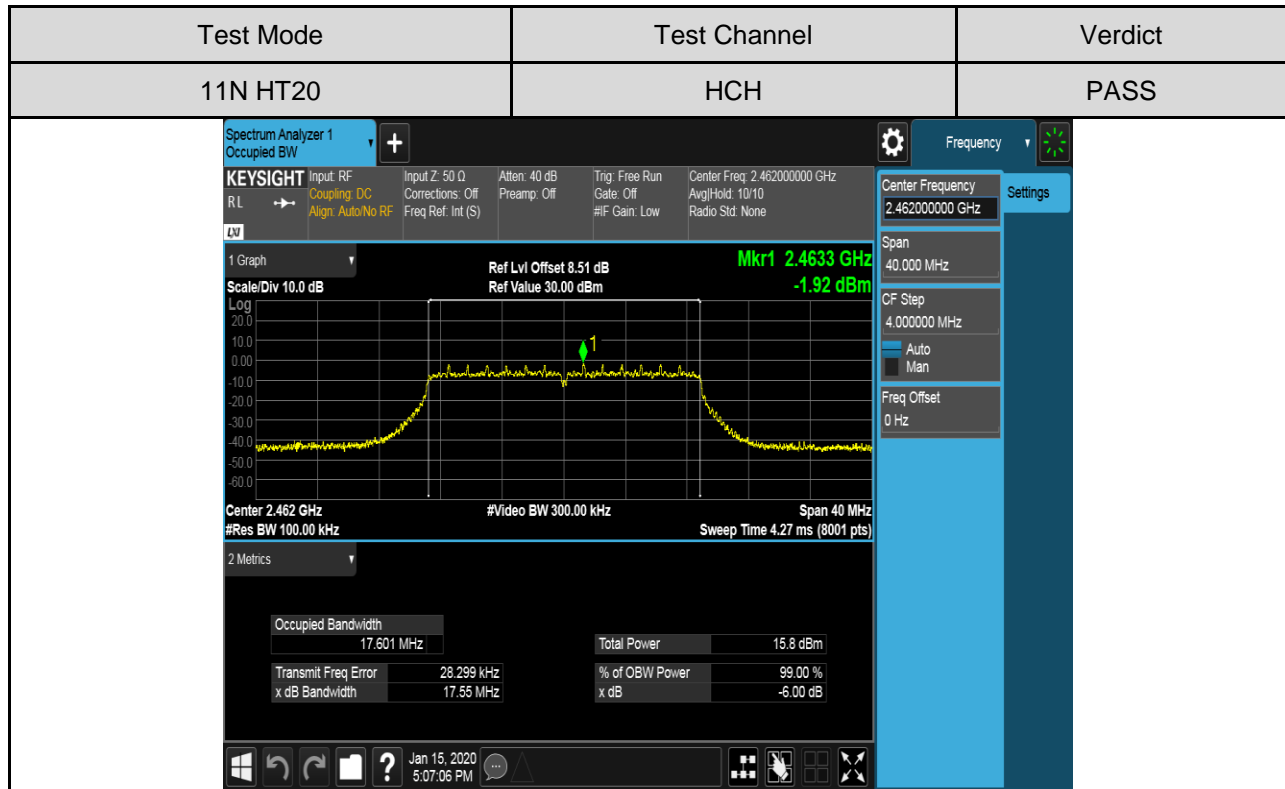 Test Mode Test Channel Verdict
11N HT20 HCH PASS
Spectrum Analyzer 1
Occupied BW
+
Frequency
KEYSIGHT Input: RF Input Z: 50 Ω Atten: 40 dB Trig: Free Run Center Freq: 2.462000000 GHz
RL Coupling: DC Corrections: Off Preamp: Off Gate: Off Avg|Hold: 10/10
Align: Auto/No RF Freq Ref: Int (S) #IF Gain: Low Radio Std: None
LXI
Center Frequency
2.462000000 GHz
Settings
Span
40.000 MHz
CF Step
4.000000 MHz
Auto
Man
Freq Offset
0 Hz
1 Graph
Ref Lvl Offset 8.51 dB
Mkr1 2.4633 GHz
Scale/Div 10.0 dB Ref Value 30.00 dBm -1.92 dBm
Log
20.0
10.0
0.00
-10.0
-20.0
-30.0
-40.0
-50.0
-60.0
1
Center 2.462 GHz #Video BW 300.00 kHz Span 40 MHz
#Res BW 100.00 kHz Sweep Time 4.27 ms (8001 pts)
2 Metrics
Occupied Bandwidth
17.601 MHz
Total Power 15.8 dBm
Transmit Freq Error 28.299 kHz % of OBW Power 99.00 %
x dB Bandwidth 17.55 MHz x dB -6.00 dB
? Jan 15, 2020
5:07:06 PM